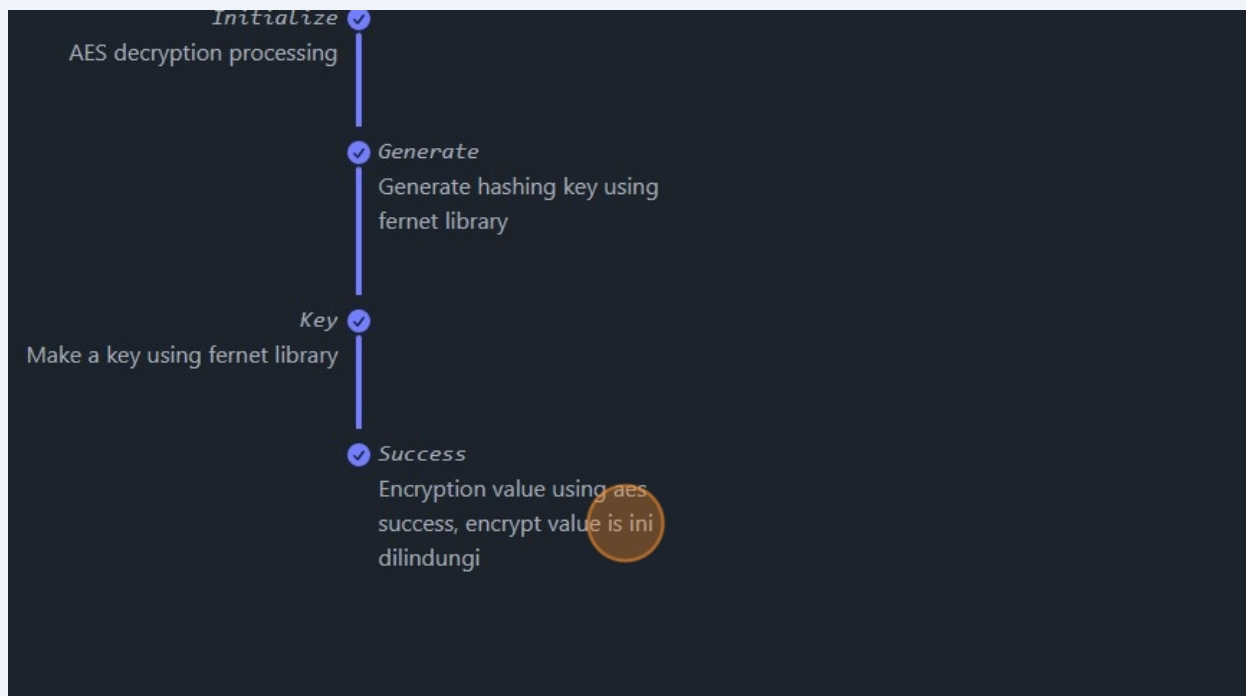 Initialize
AES decryption processing
Generate
Generate hashing key using
fernet library
Key
Make a key using fernet library
Success
Encryption value using aes
success, encrypt value is ini
dilindungi